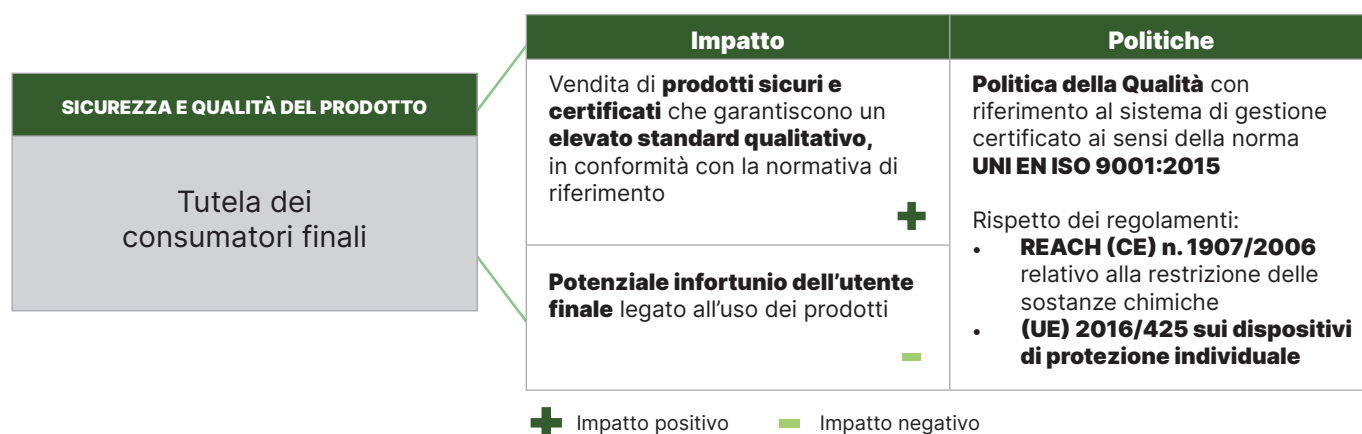 SICUREZZA E QUALITÀ DEL PRODOTTO
Tutela dei
consumatori finali
Impatto
Vendita di prodotti sicuri e
certificati che garantiscono un
elevato standard qualitativo,
in conformità con la normativa di
riferimento
Potenziale infortunio dell’utente
finale legato all’uso dei prodotti
Politiche
Politica della Qualità con
riferimento al sistema di gestione
certificato ai sensi della norma
UNI EN ISO 9001:2015
Rispetto dei regolamenti:
• REACH (CE) n. 1907/2006
relativo alla restrizione delle
sostanze chimiche
• (UE) 2016/425 sui dispositivi
di protezione individuale
Impatto positivo
Impatto negativo